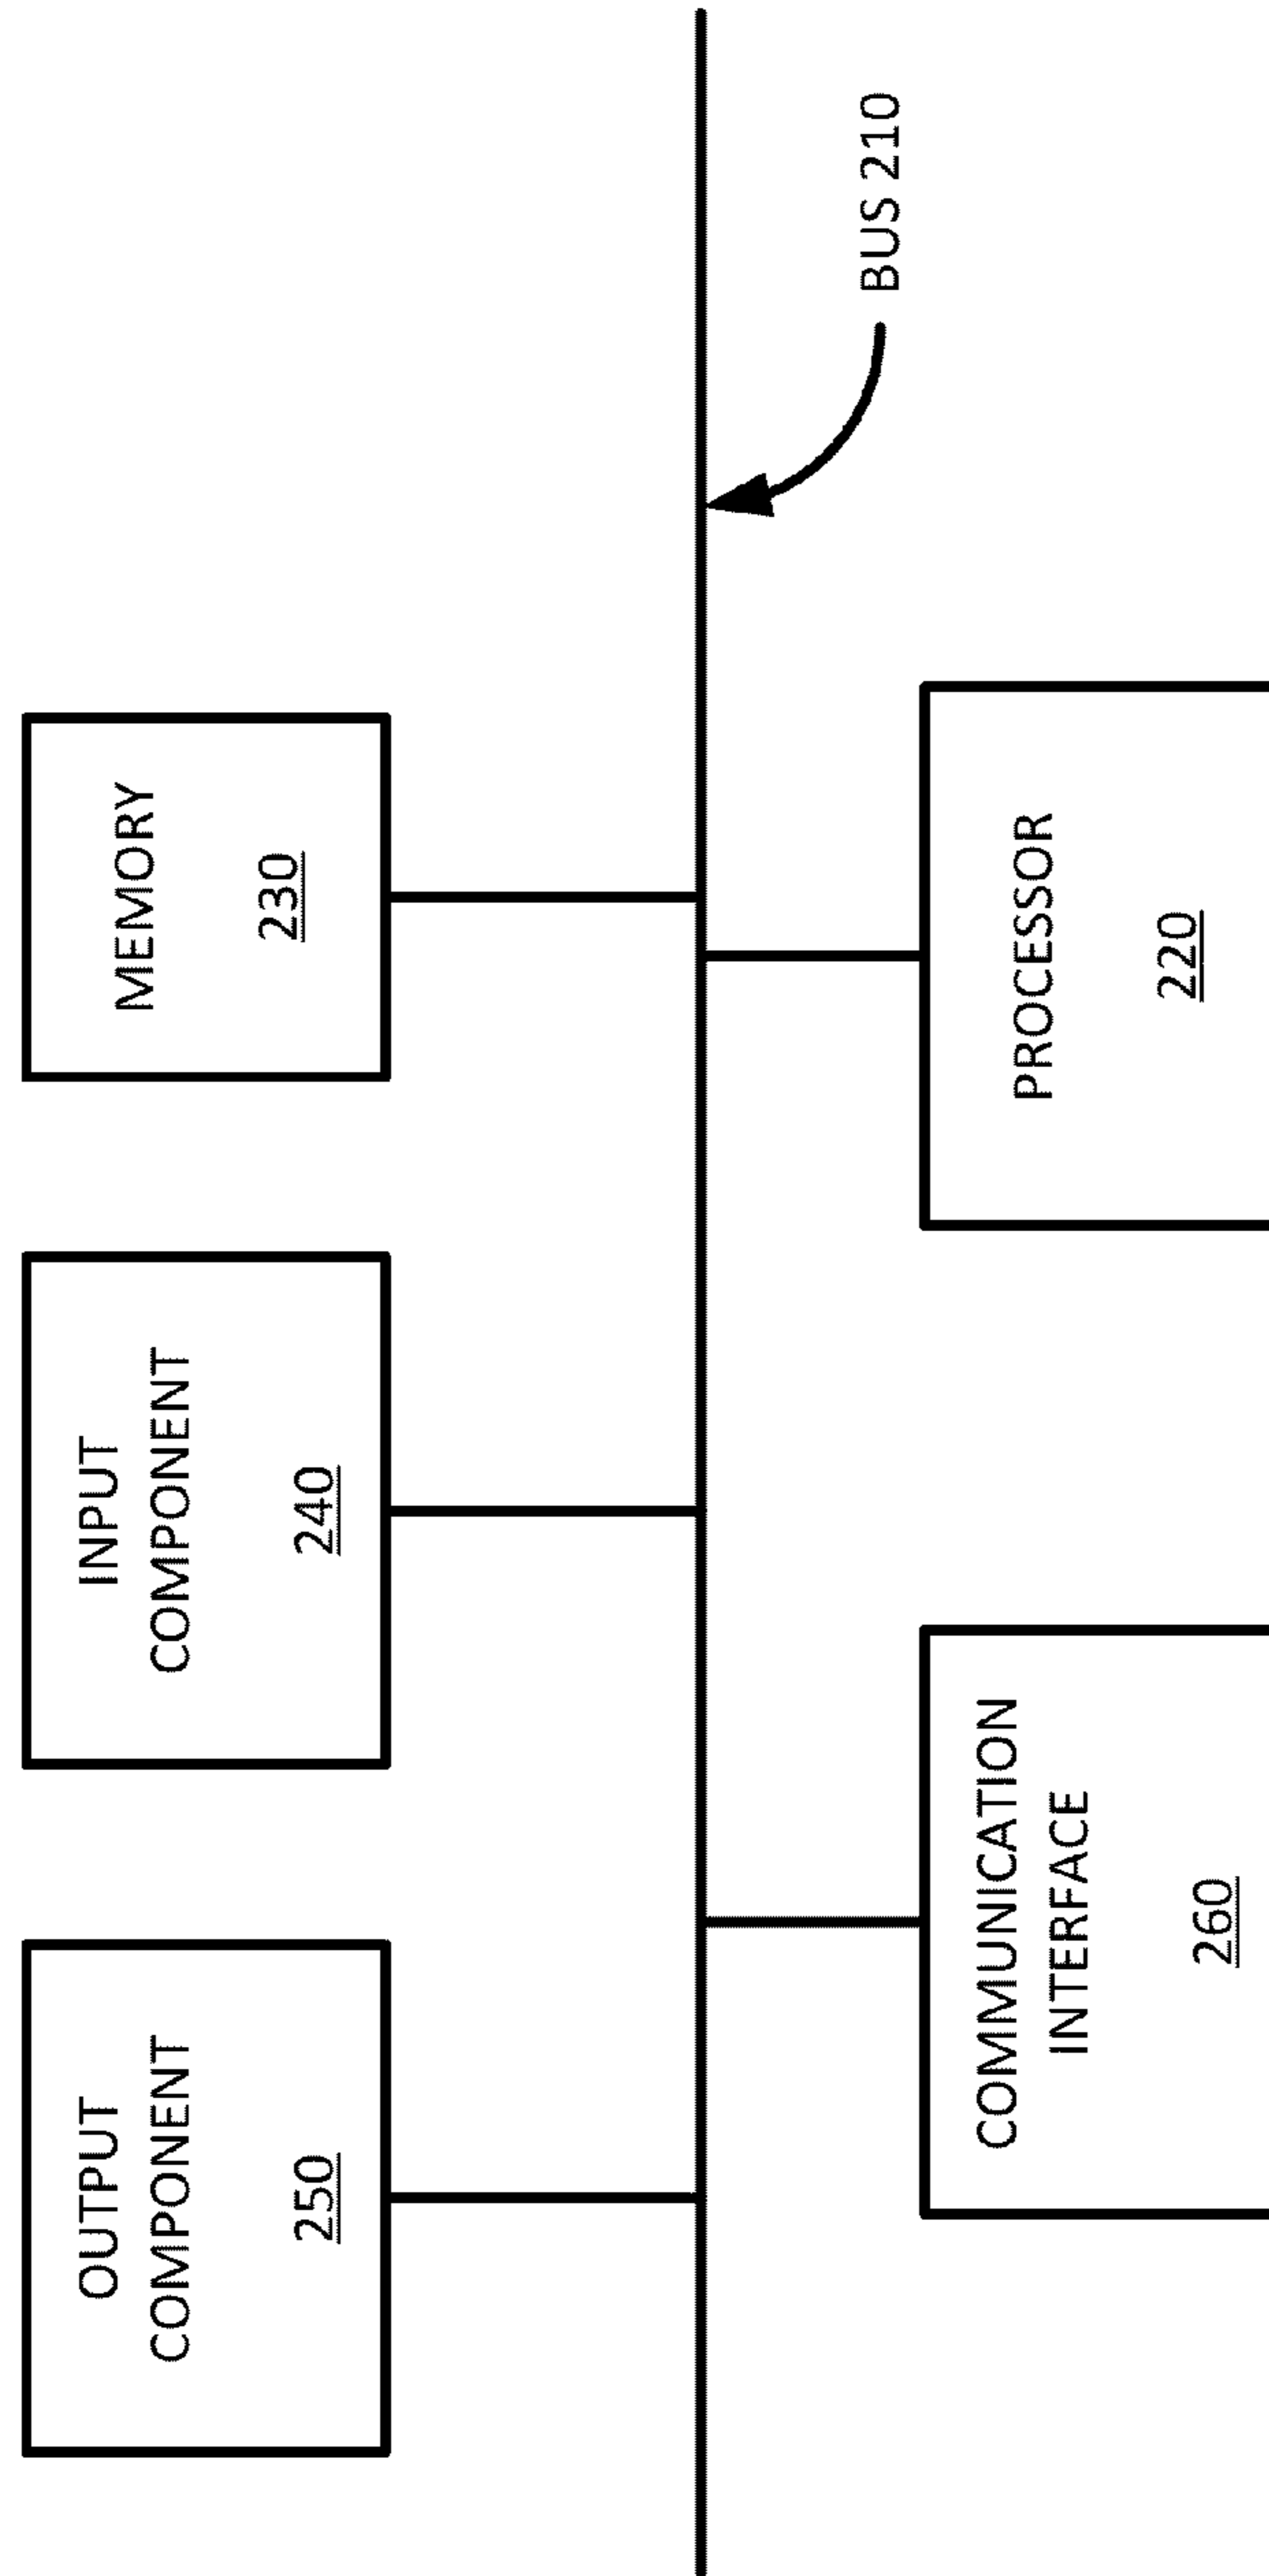 OUTPUT
COMPONENT
250
INPUT
COMPONENT
240
MEMORY
230
BUS 210
COMMUNICATION
INTERFACE
260
PROCESSOR
220